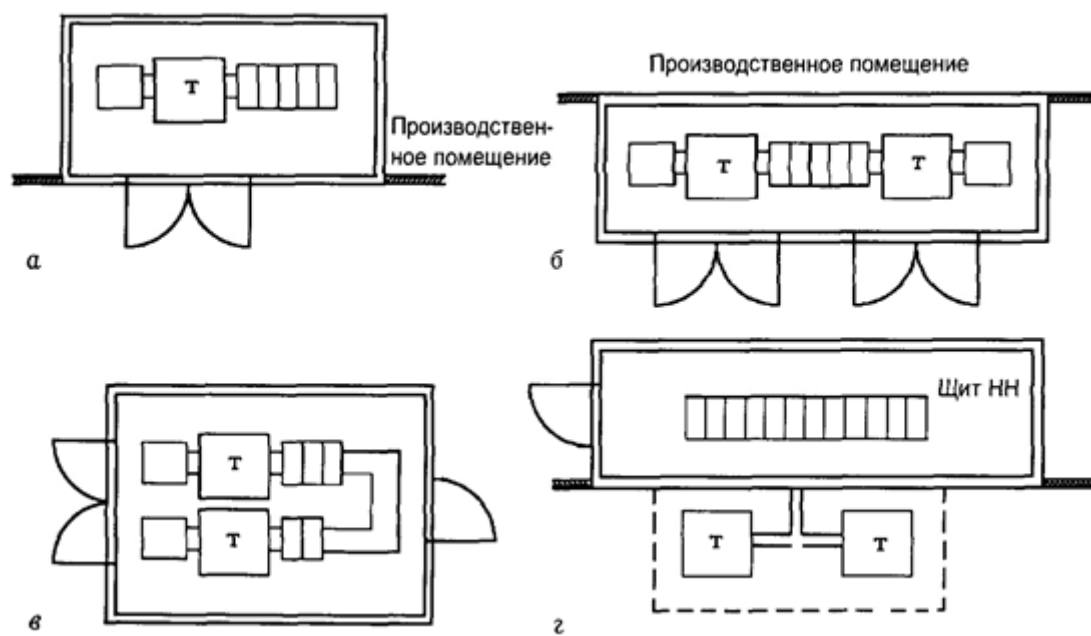 Т
Производствен-
ное помещение
а
Производственное помещение
Т
Т
б
Т
Т
в
Щит НН
Т
Т
г